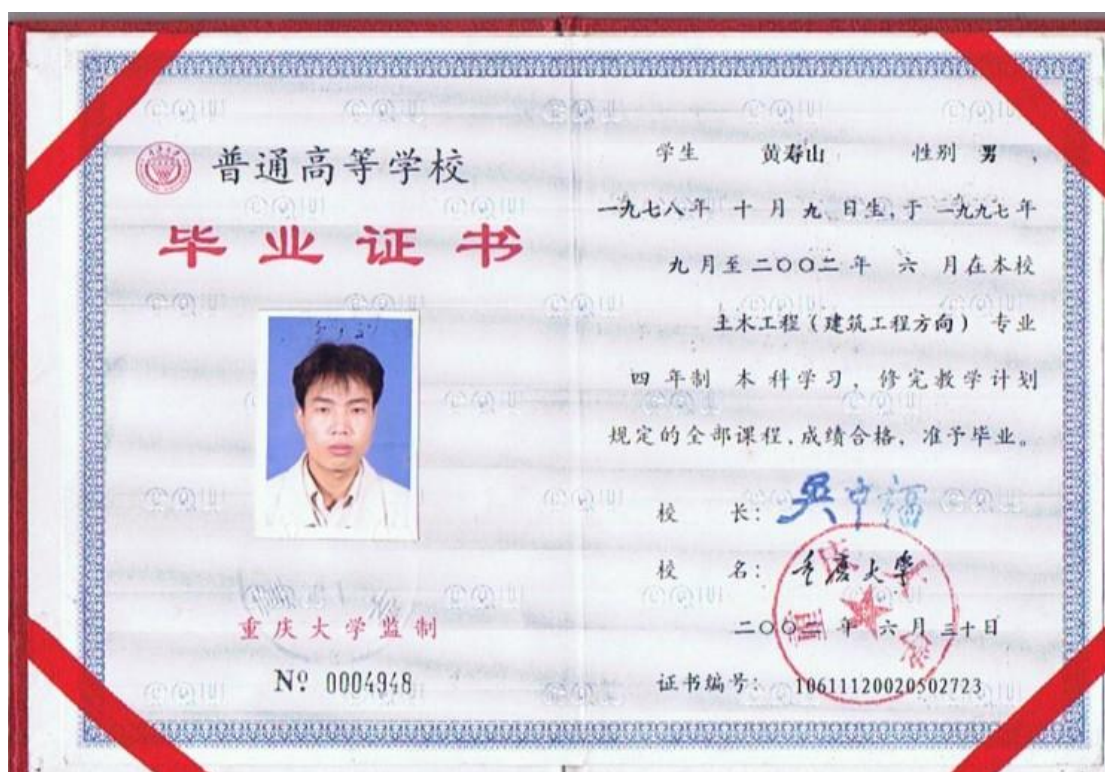 普通高等学校
毕业证书
重庆大学监制
Nº 0004948
学生 黄寿山 性别 男 ,
一九七八年 十 月 九 日生,于 一九九七年
九 月至 二〇〇二 年 六 月在本校
土木工程(建筑工程方向) 专业
四 年制 本 科学习,修完教学计划
规定的全部课程,成绩合格,准予毕业。
校 长: 吴中福
校 名: 重庆大学
二〇〇二 年 六 月 三十日
证书编号: 10611120020502723